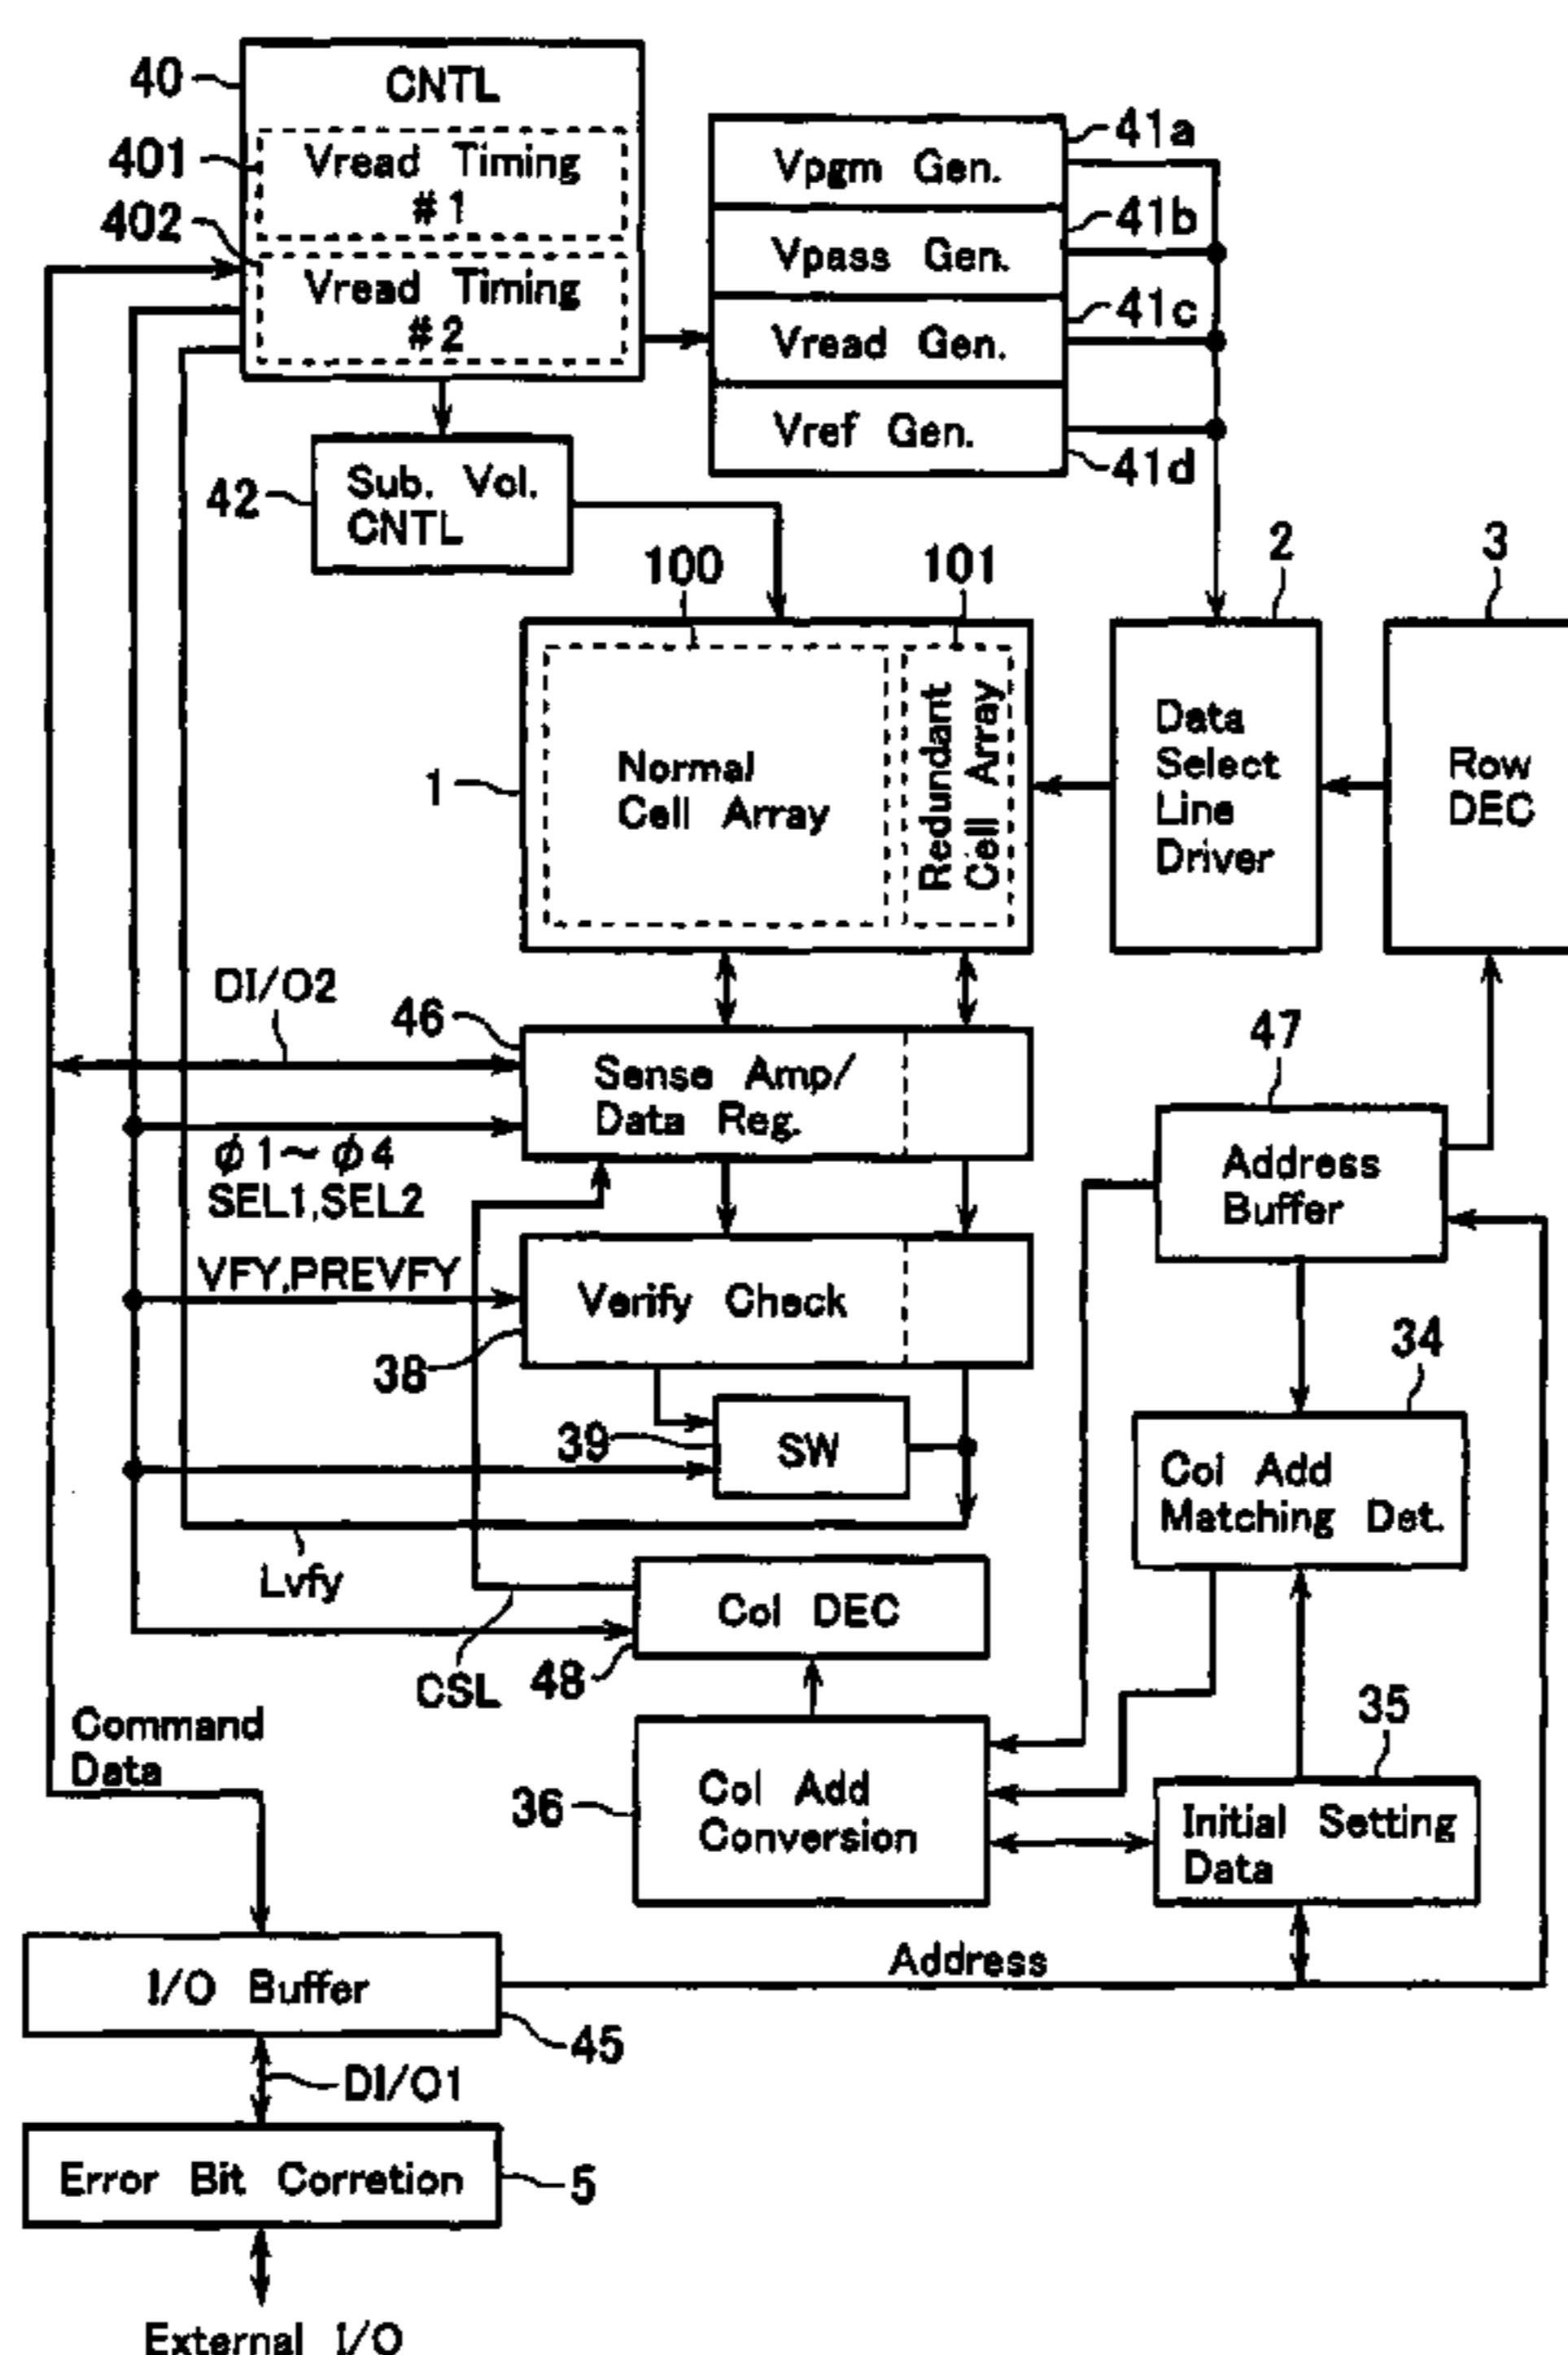 40
CNTL
401
Vread Timing
#1
402
Vread Timing
#2
Vpgm Gen.
41a
Vpass Gen.
41b
Vread Gen.
41c
Vref Gen.
41d
42
Sub. Vol.
CNTL
100
101
2
3
1
Normal
Cell Array
Redundant
Cell Array
Data
Select
Line
Driver
Row
DEC
DI/O2
46
Sense Amp/
Data Reg.
47
Address
Buffer
ϕ1~ϕ4
SEL1,SEL2
VFY,PREVFY
Verify Check
38
34
39
SW
Col Add
Matching Det.
Lvfy
Col DEC
CSL
48
Command
Data
35
36
Col Add
Conversion
Initial Setting
Data
Address
I/O Buffer
45
DI/O1
Error Bit Corretion
5
External I/O